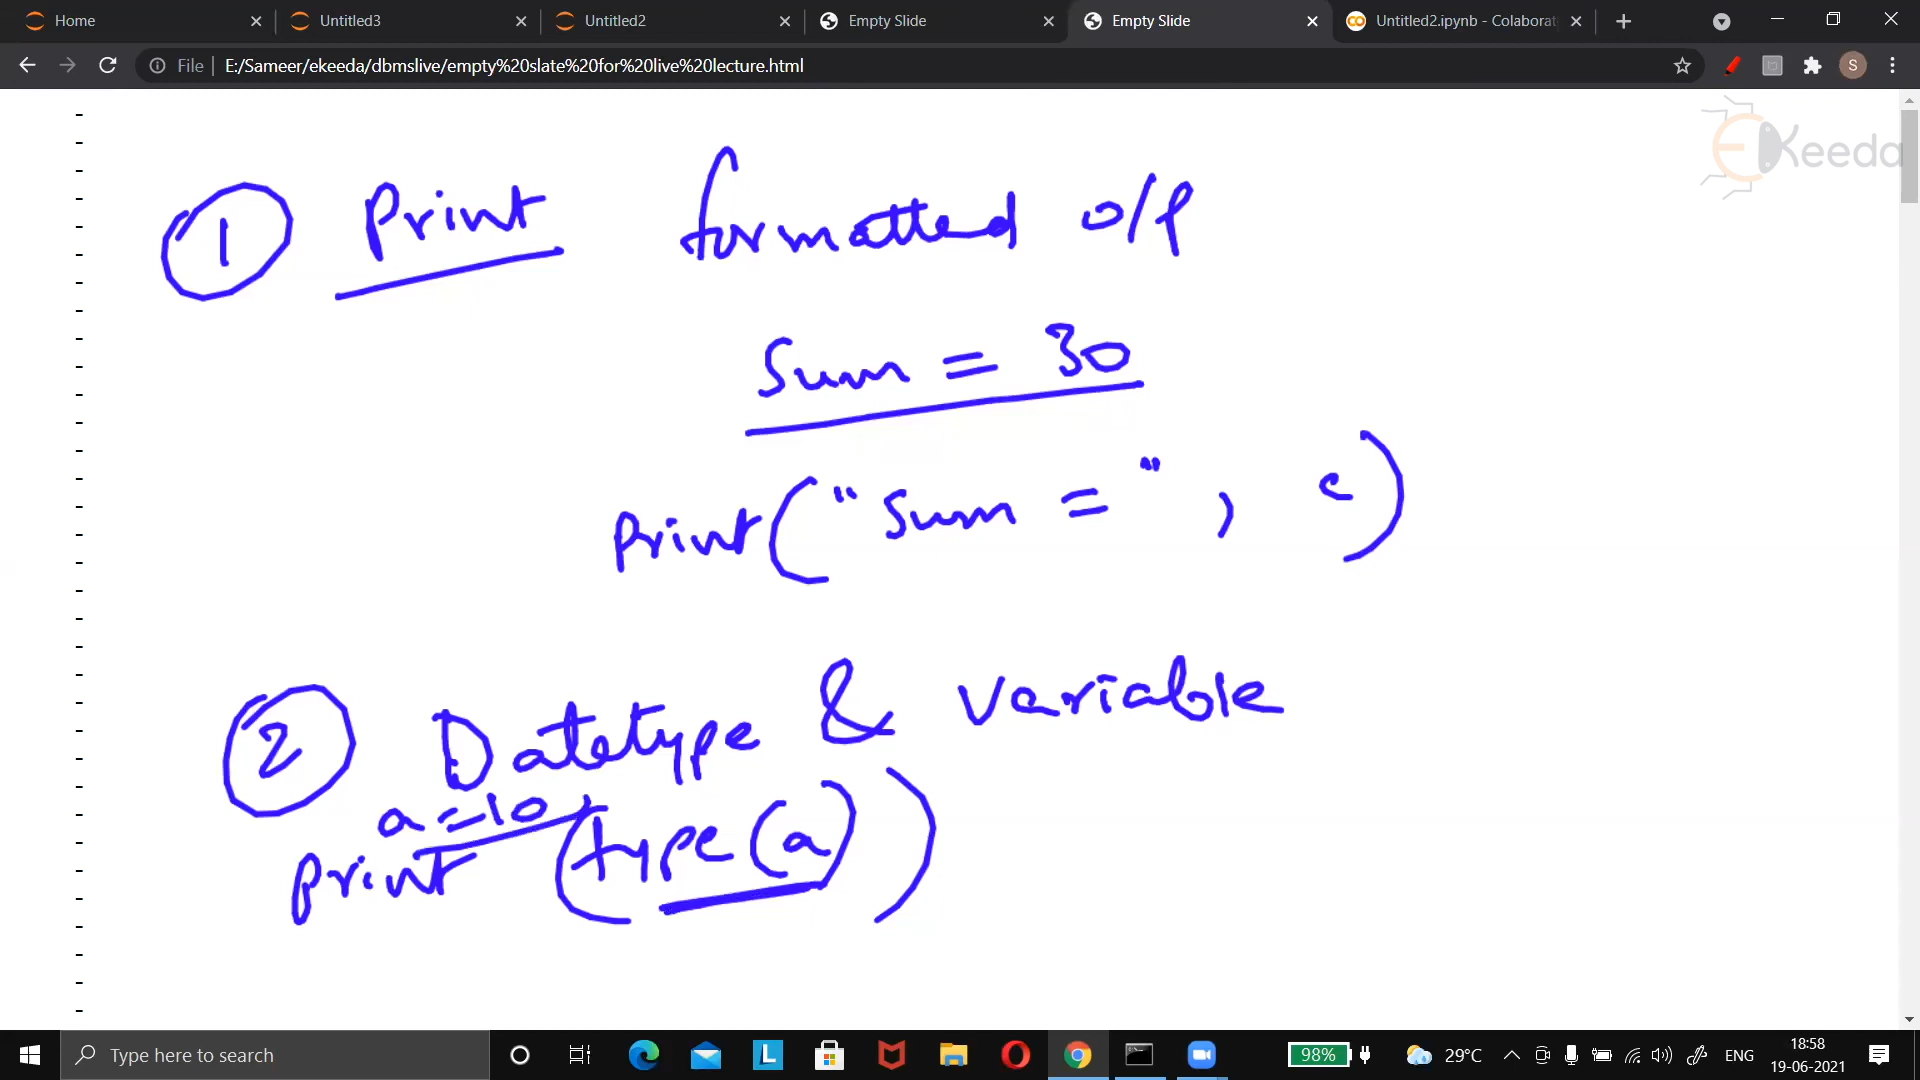 Home
Untitled3
Untitled2
Empty Slide
Empty Slide
Untitled2.ipynb - Colaborat
File
E:/Sameer/ekeeda/dbmslive/empty%20slate%20for%20live%20lecture.html
S
EKeeda
1 Print formatted o/p
Sum = 30
Print("Sum = ", c)
2 Datatype & variable
a=10
Print (type(a))
Type here to search
98%
29°C
ENG
18:58
19-06-2021